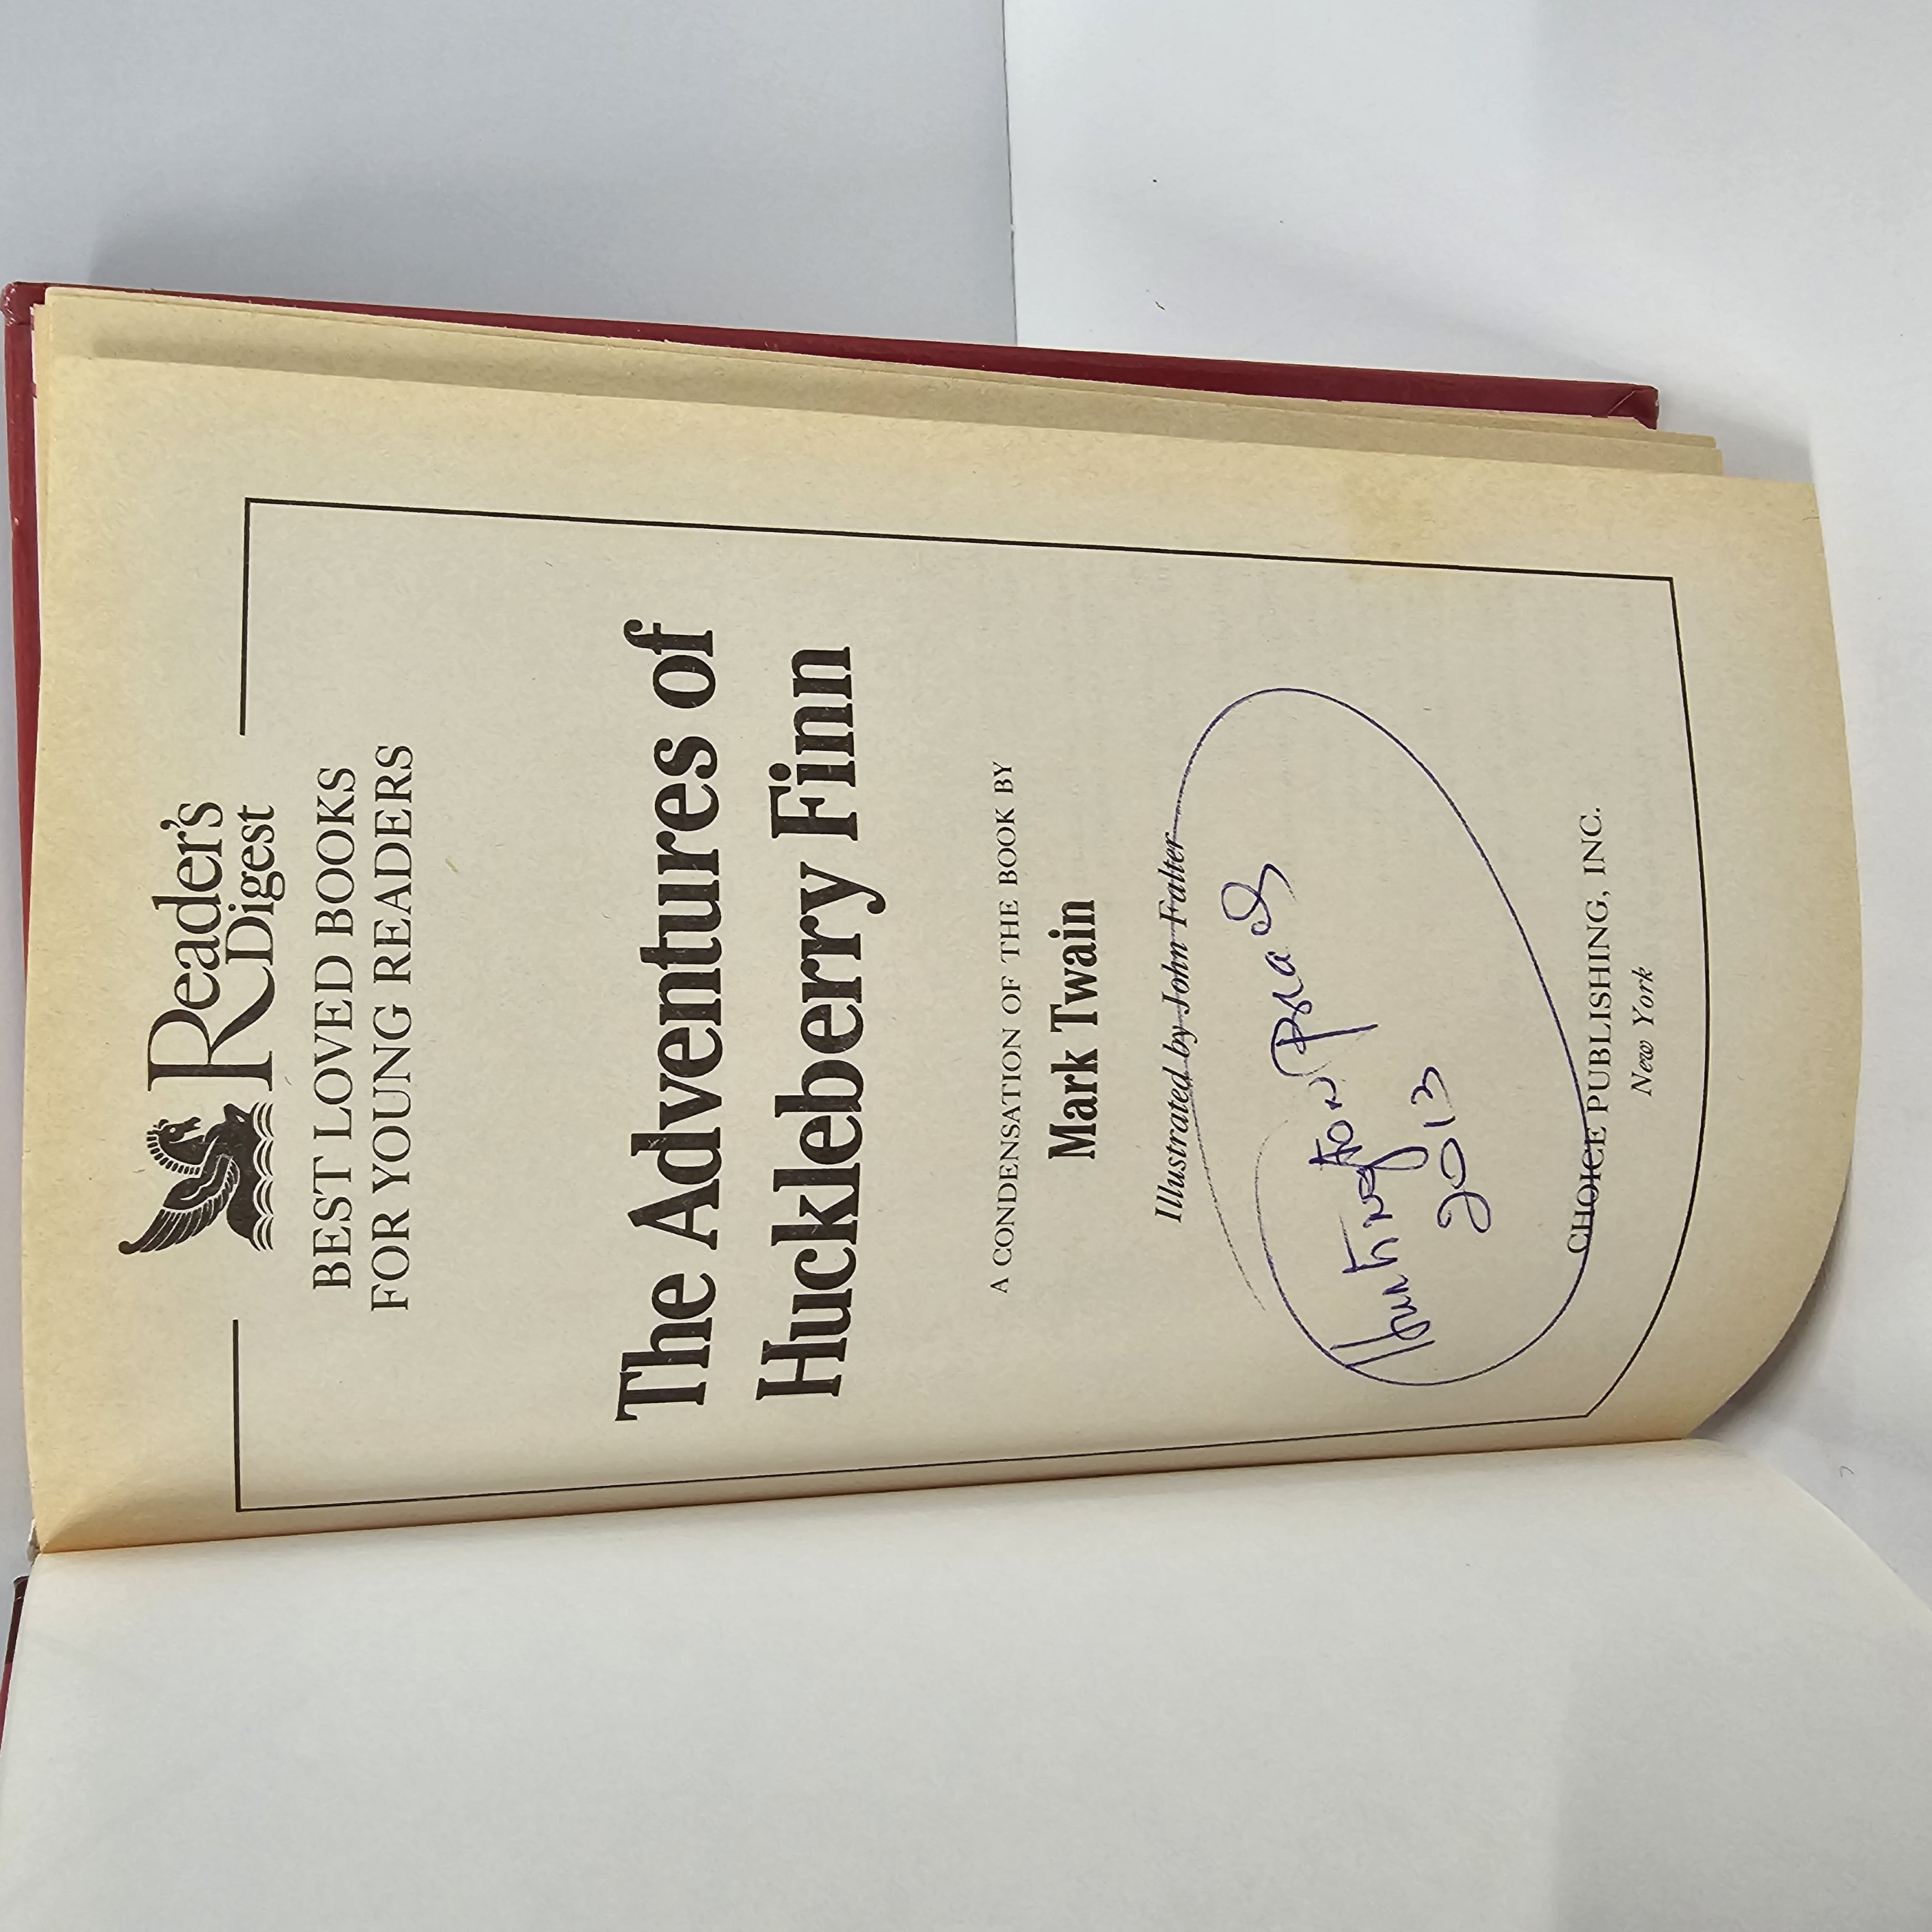 Reader's
Digest
BEST LOVED BOOKS
FOR YOUNG READERS
The Adventures of
Huckleberry Finn
A CONDENSATION OF THE BOOK BY
Mark Twain
Illustrated by John Falter
Huntington Beach
2013
CHOICE PUBLISHING, INC.
New York